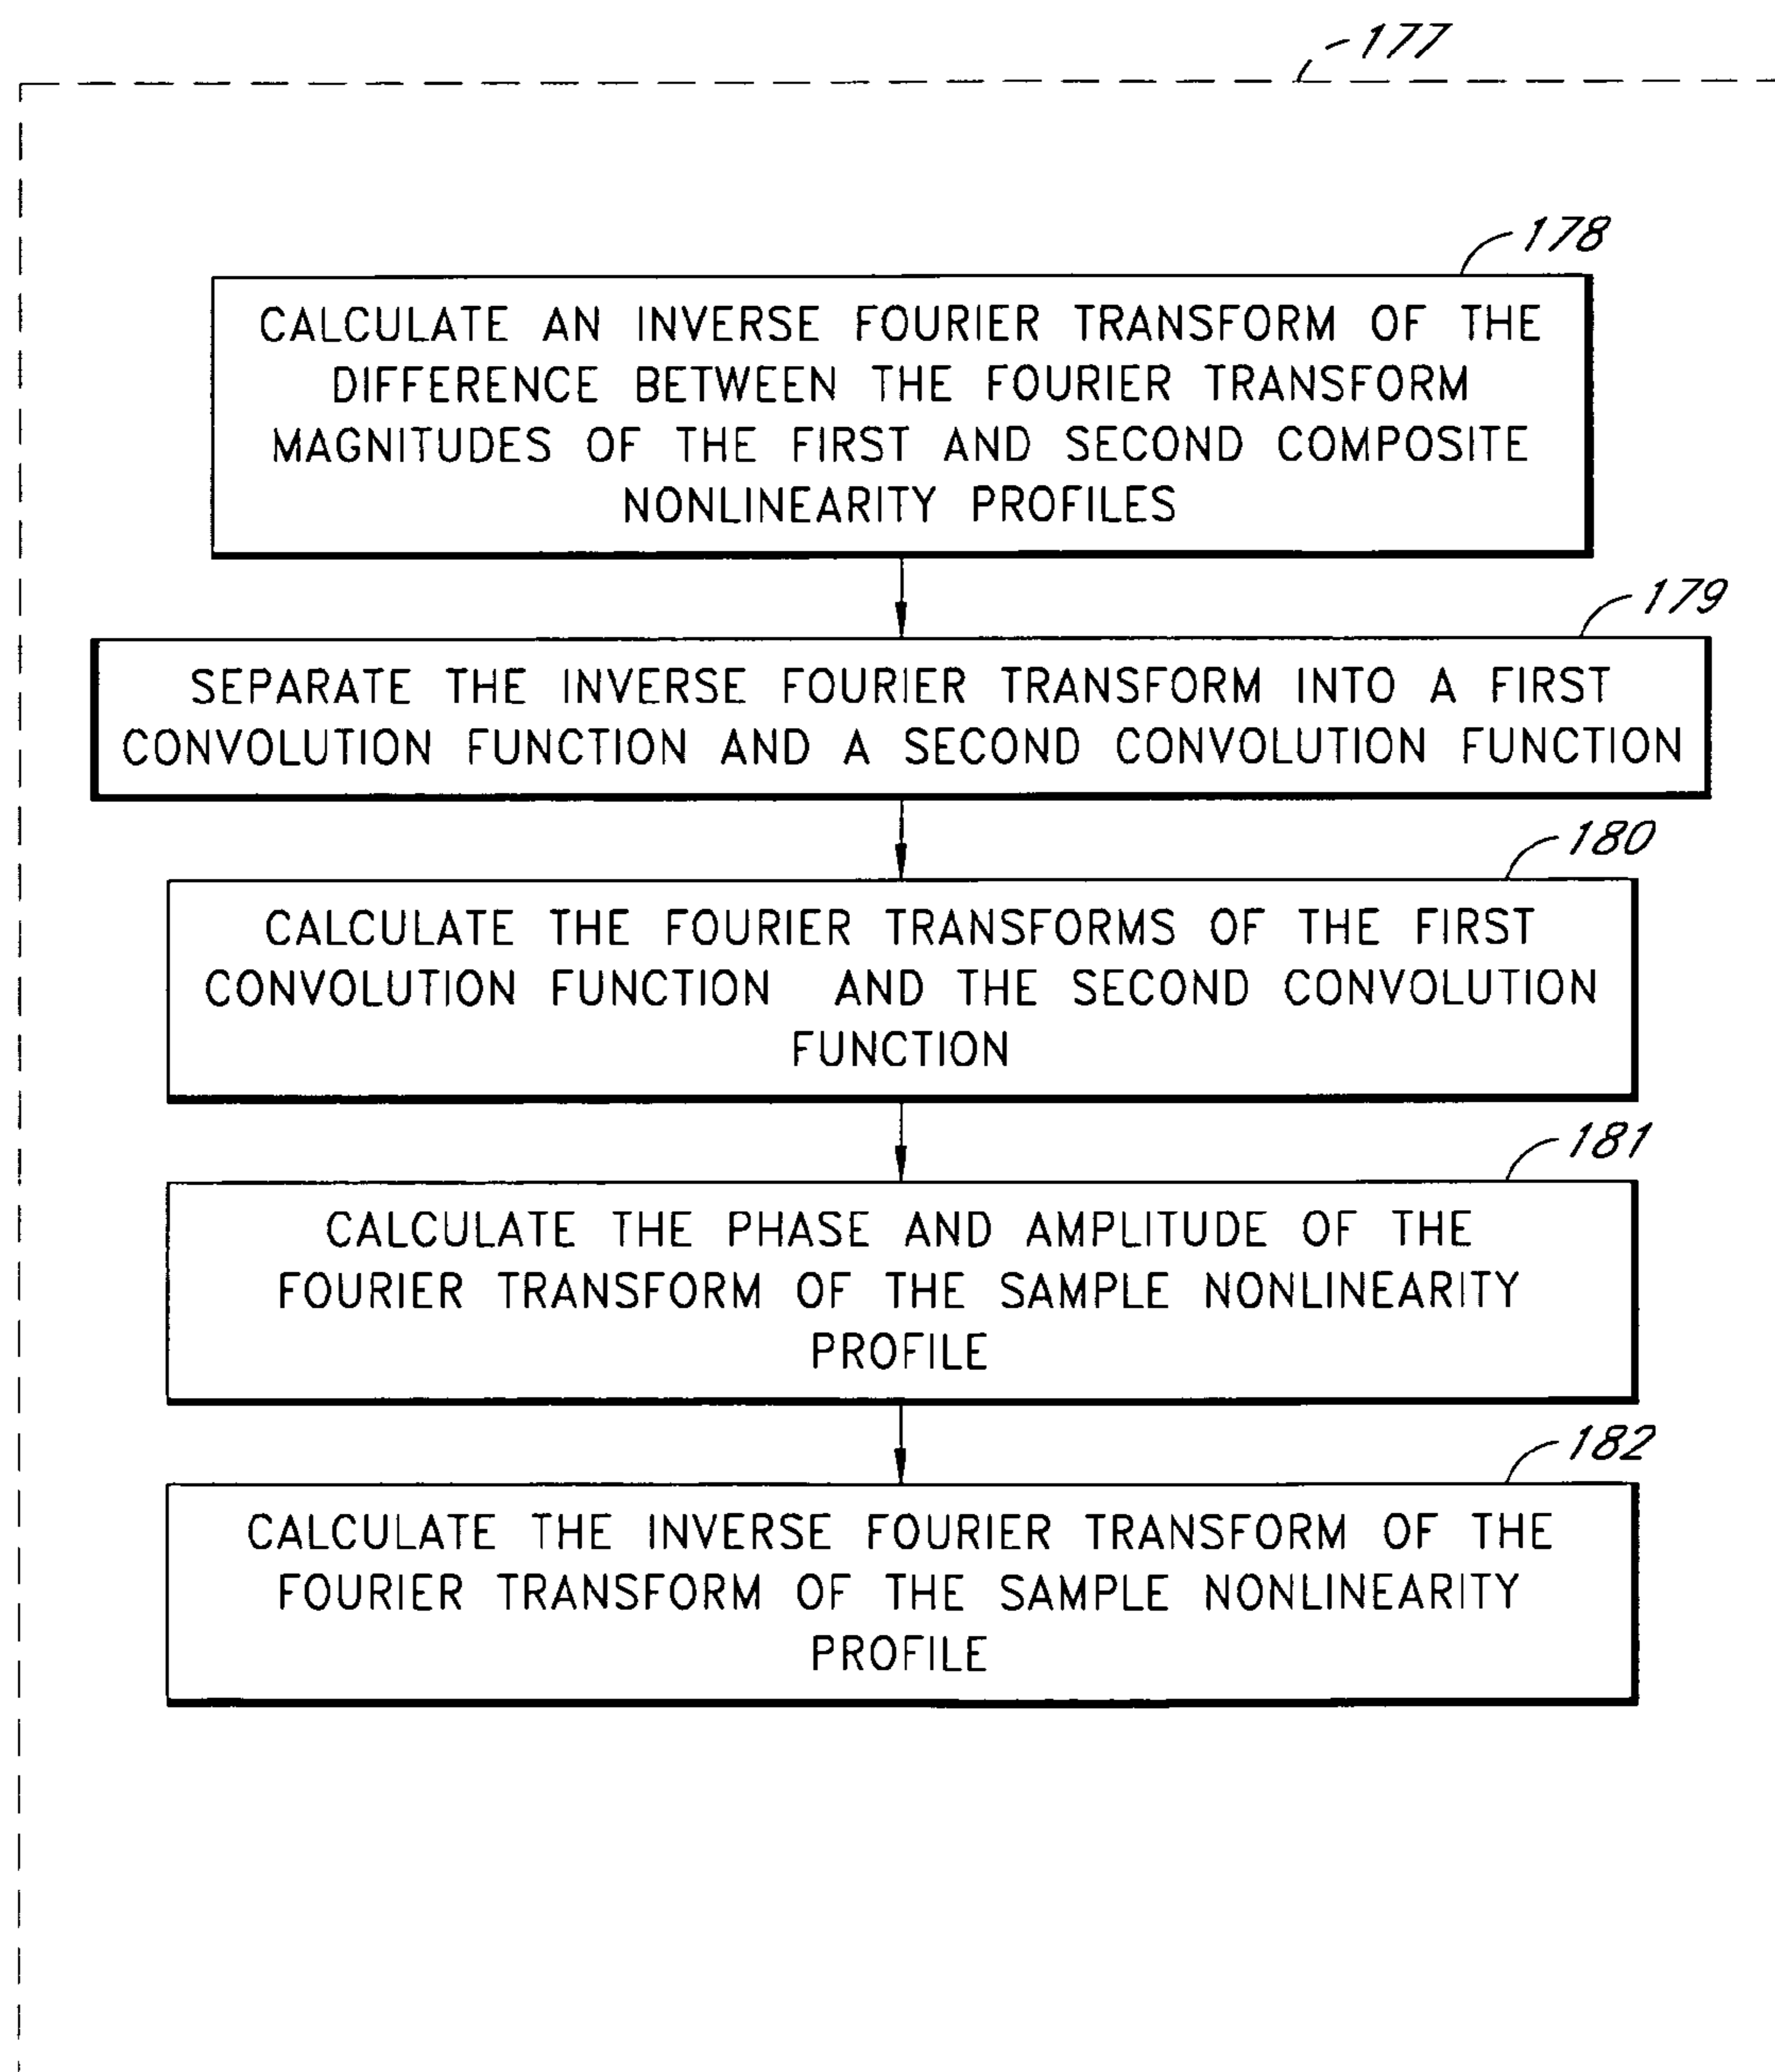 177
178
CALCULATE AN INVERSE FOURIER TRANSFORM OF THE
DIFFERENCE BETWEEN THE FOURIER TRANSFORM
MAGNITUDES OF THE FIRST AND SECOND COMPOSITE
NONLINEARITY PROFILES
179
SEPARATE THE INVERSE FOURIER TRANSFORM INTO A FIRST
CONVOLUTION FUNCTION AND A SECOND CONVOLUTION FUNCTION
180
CALCULATE THE FOURIER TRANSFORMS OF THE FIRST
CONVOLUTION FUNCTION AND THE SECOND CONVOLUTION
FUNCTION
181
CALCULATE THE PHASE AND AMPLITUDE OF THE
FOURIER TRANSFORM OF THE SAMPLE NONLINEARITY
PROFILE
182
CALCULATE THE INVERSE FOURIER TRANSFORM OF THE
FOURIER TRANSFORM OF THE SAMPLE NONLINEARITY
PROFILE